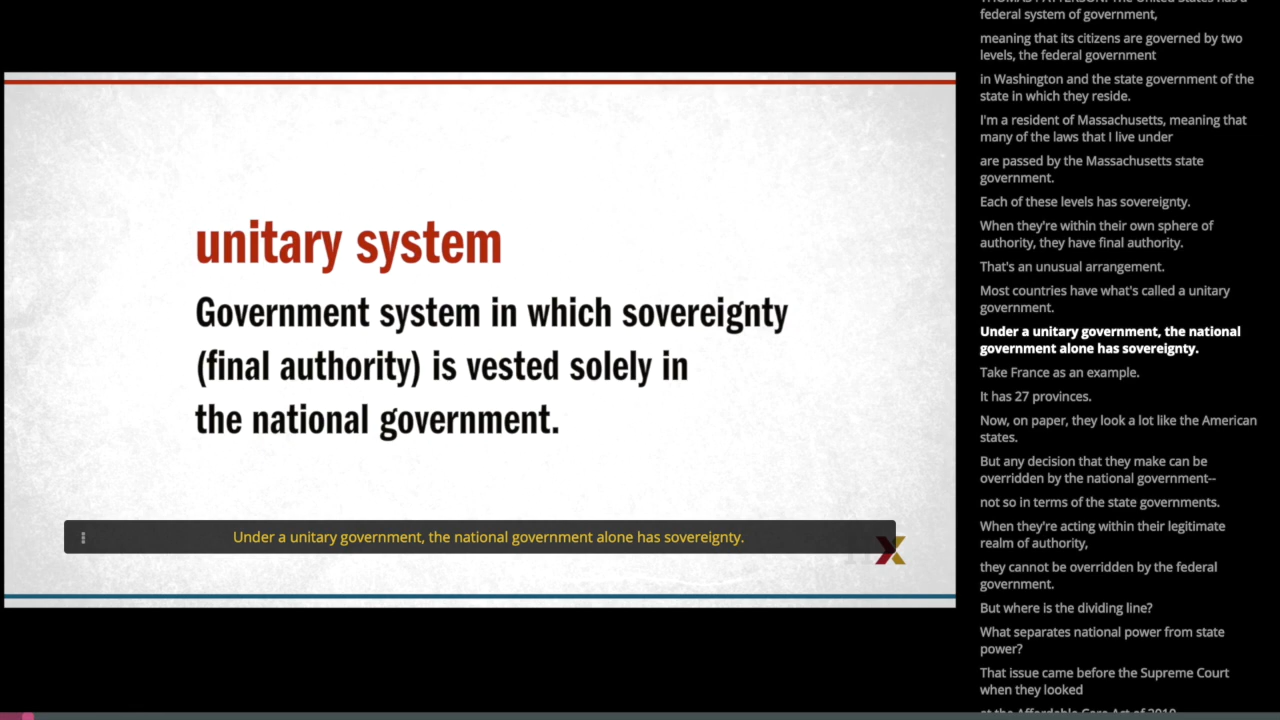 unitary system
Government system in which sovereignty
(final authority) is vested solely in
the national government.
Under a unitary government, the national government alone has sovereignty.
X
federal system of government,
meaning that its citizens are governed by two
levels, the federal government
in Washington and the state government of the
state in which they reside.
I'm a resident of Massachusetts, meaning that
many of the laws that I live under
are passed by the Massachusetts state
government.
Each of these levels has sovereignty.
When they're within their own sphere of
authority, they have final authority.
That's an unusual arrangement.
Most countries have what's called a unitary
government.
Under a unitary government, the national
government alone has sovereignty.
Take France as an example.
It has 27 provinces.
Now, on paper, they look a lot like the American
states.
But any decision that they make can be
overridden by the national government--
not so in terms of the state governments.
When they're acting within their legitimate
realm of authority,
they cannot be overridden by the federal
government.
But where is the dividing line?
What separates national power from state
power?
That issue came before the Supreme Court
when they looked